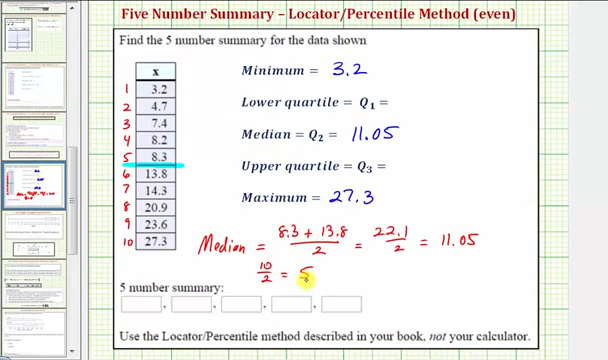 Five Number Summary – Locator/Percentile Method (even)
Find the 5 number summary for the data shown
x
1 3.2
2 4.7
3 7.4
4 8.2
5 8.3
6 13.8
7 14.3
8 20.9
9 23.6
10 27.3
Minimum = 3.2
Lower quartile = Q1 =
Median = Q2 = 11.05
Upper quartile = Q3 =
Maximum = 27.3
Median = 8.3 + 13.8 / 2 = 22.1 / 2 = 11.05
10 / 2 = 5
5 number summary:
, , , ,
Use the Locator/Percentile method described in your book, not your calculator.